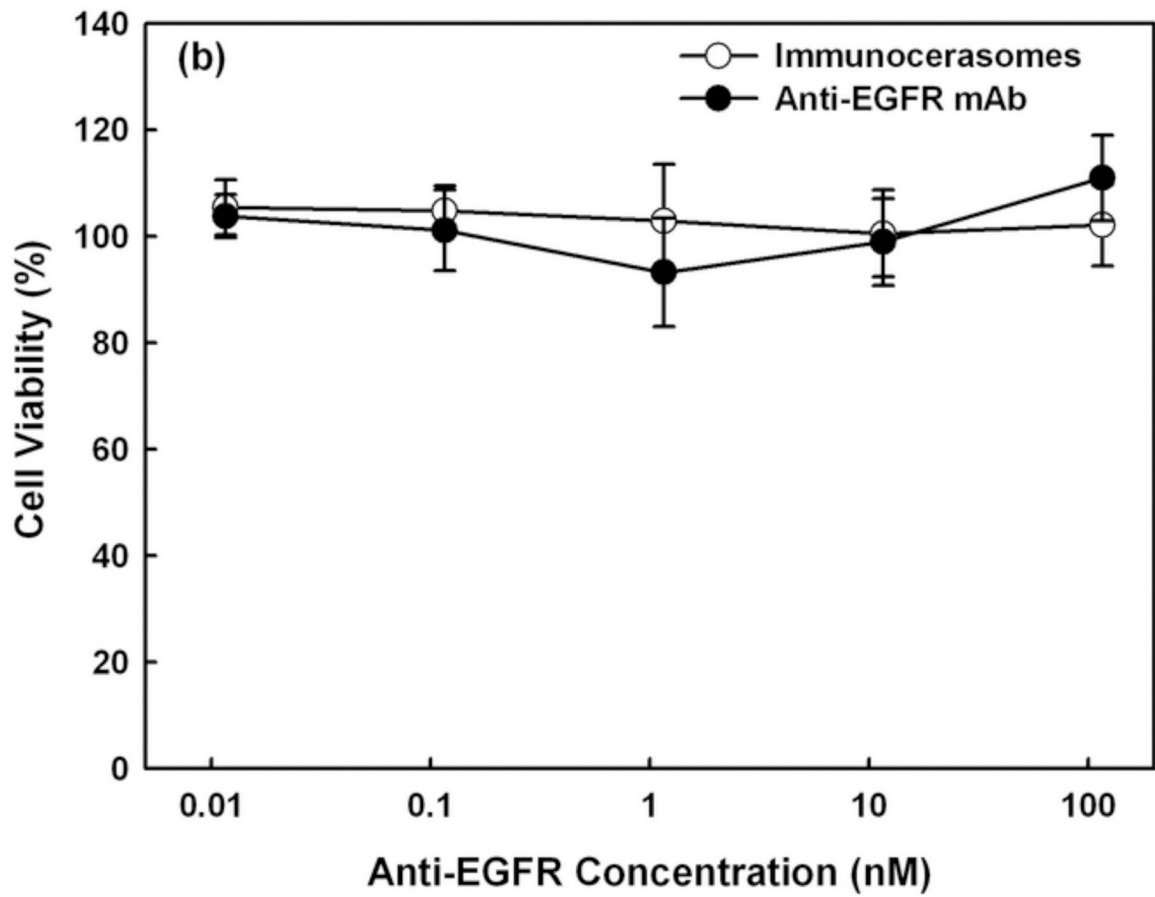 (b)
Immunocerasomes
Anti-EGFR mAb
Cell Viability (%)
140
120
100
80
60
40
20
0
0.01 0.1 1 10 100
Anti-EGFR Concentration (nM)